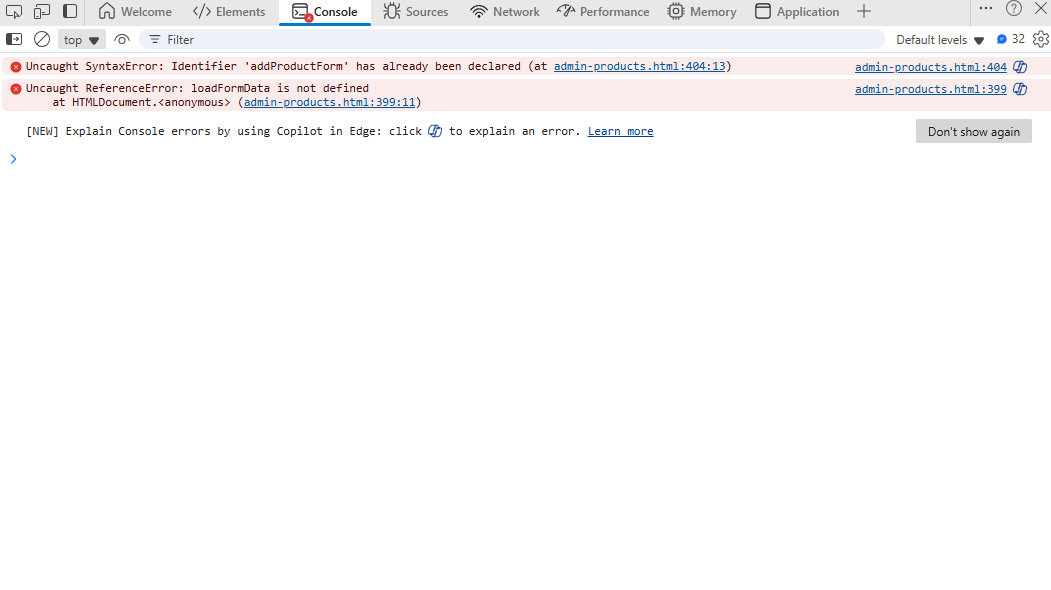 Welcome Elements Console Sources Network Performance Memory Application
top Filter Default levels 32
Uncaught SyntaxError: Identifier 'addProductForm' has already been declared (at admin-products.html:404:13) admin-products.html:404
Uncaught ReferenceError: loadFormData is not defined admin-products.html:399
at HTMLDocument.<anonymous> (admin-products.html:399:11)
[NEW] Explain Console errors by using Copilot in Edge: click to explain an error. Learn more Don't show again